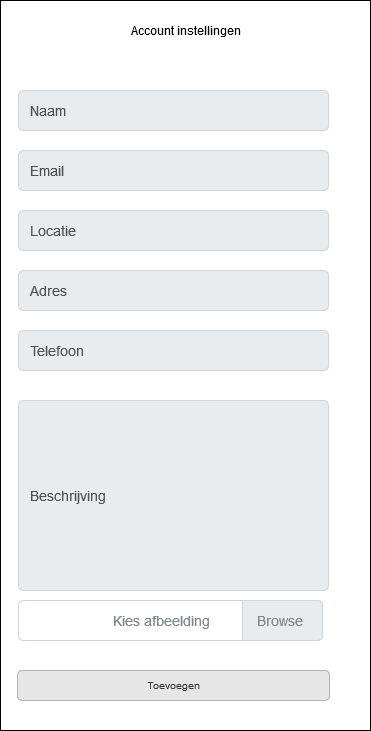 Account instellingen
Naam
Email
Locatie
Adres
Telefoon
Beschrijving
Kies afbeelding Browse
Toevoegen